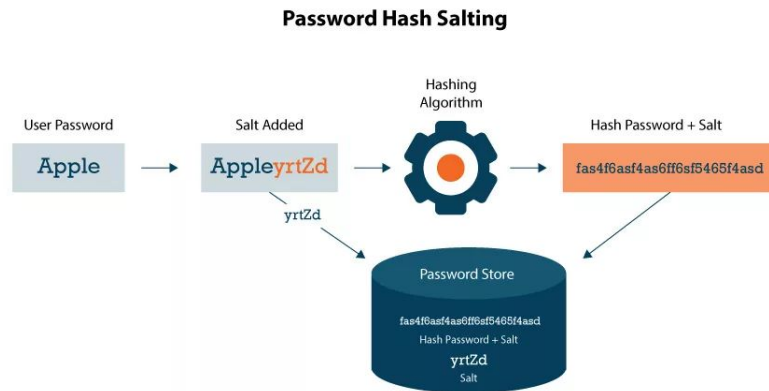 Password Hash Salting
User Password
Salt Added
Hashing
Algorithm
Hash Password + Salt
Apple
AppleyrtZd
fas4f6asf4as6ff6sf5465f4asd
yrtZd
Password Store
fas4f6asf4as6ff6sf5465f4asd
Hash Password + Salt
yrtZd
Salt